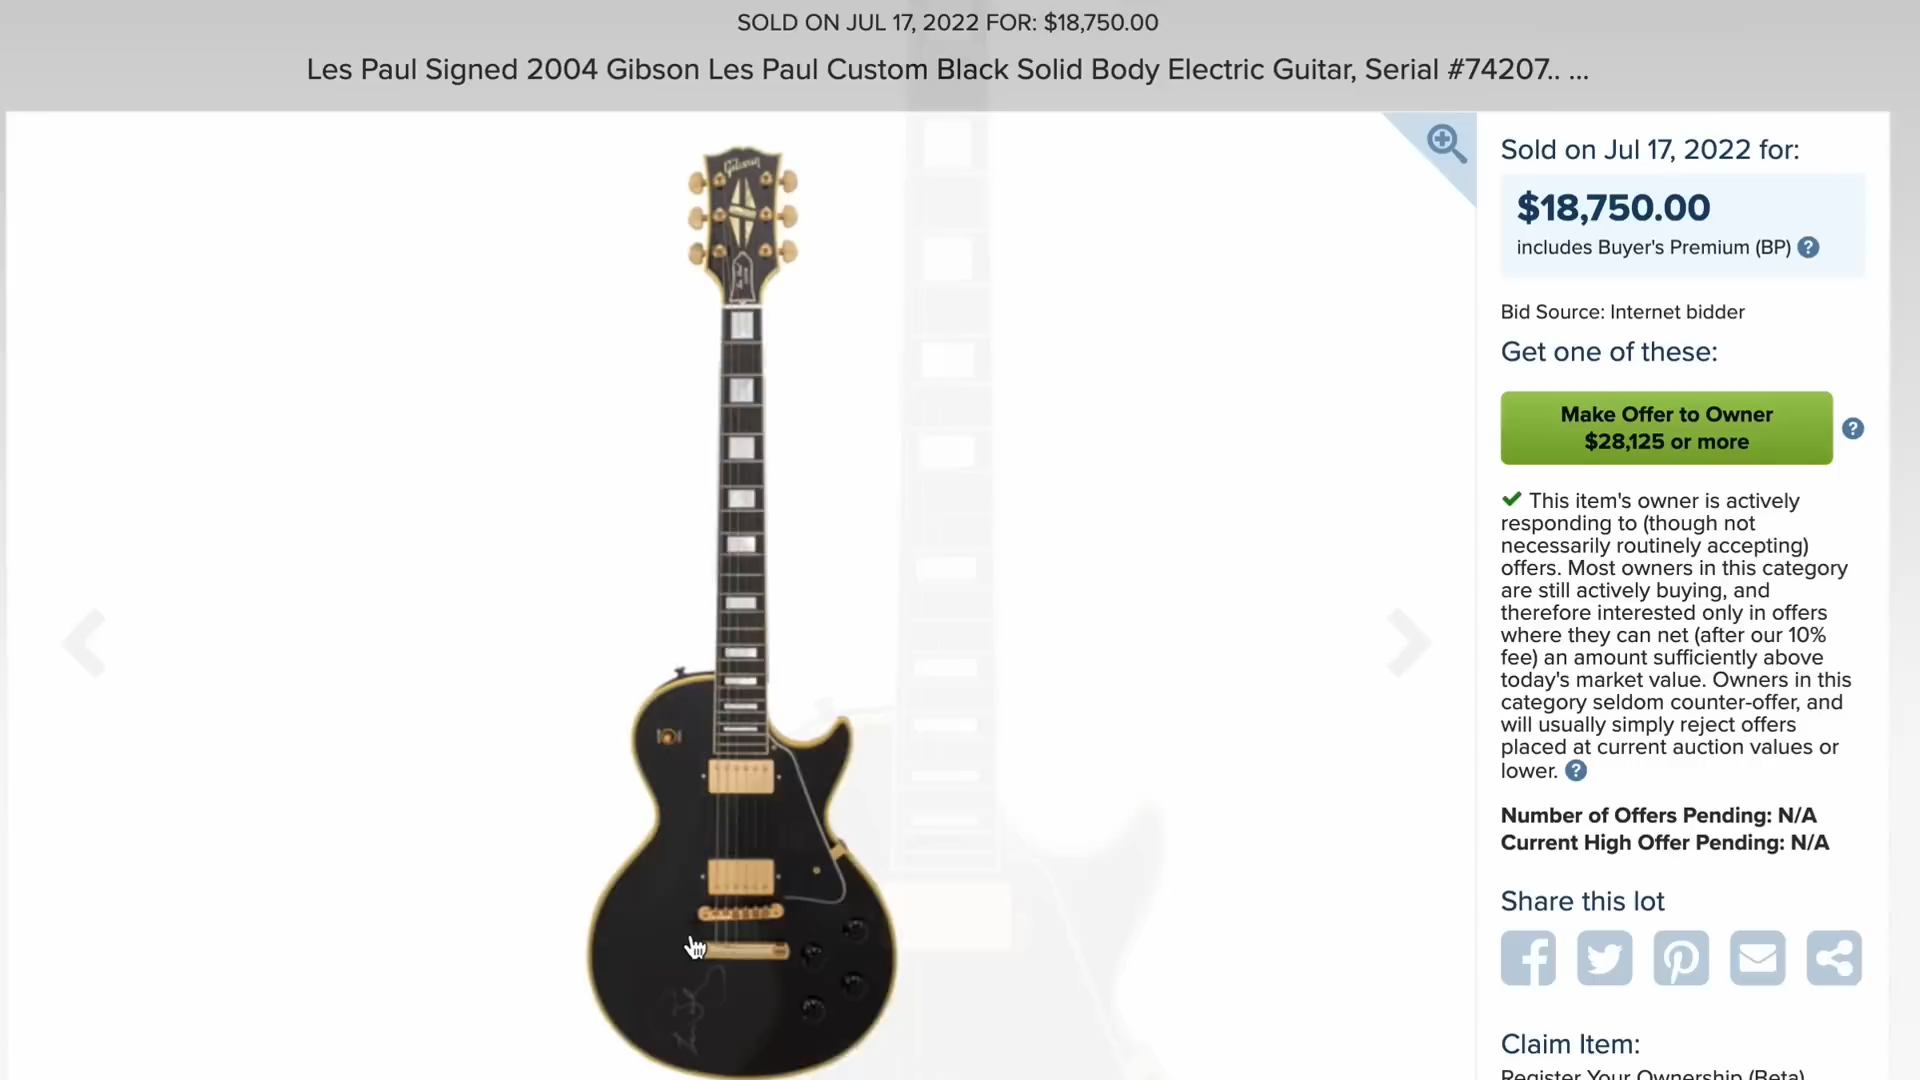 SOLD ON JUL 17, 2022 FOR: $18,750.00
Les Paul Signed 2004 Gibson Les Paul Custom Black Solid Body Electric Guitar, Serial #74207.. ...
Gibson
Sold on Jul 17, 2022 for:
$18,750.00
includes Buyer's Premium (BP) ?
Bid Source: Internet bidder
Get one of these:
Make Offer to Owner
$28,125 or more
?
This item's owner is actively
responding to (though not
necessarily routinely accepting)
offers. Most owners in this category
are still actively buying, and
therefore interested only in offers
where they can net (after our 10%
fee) an amount sufficiently above
today's market value. Owners in this
category seldom counter-offer, and
will usually simply reject offers
placed at current auction values or
lower. ?
Number of Offers Pending: N/A
Current High Offer Pending: N/A
Share this lot
Claim Item:
Register Your Ownership (Beta)